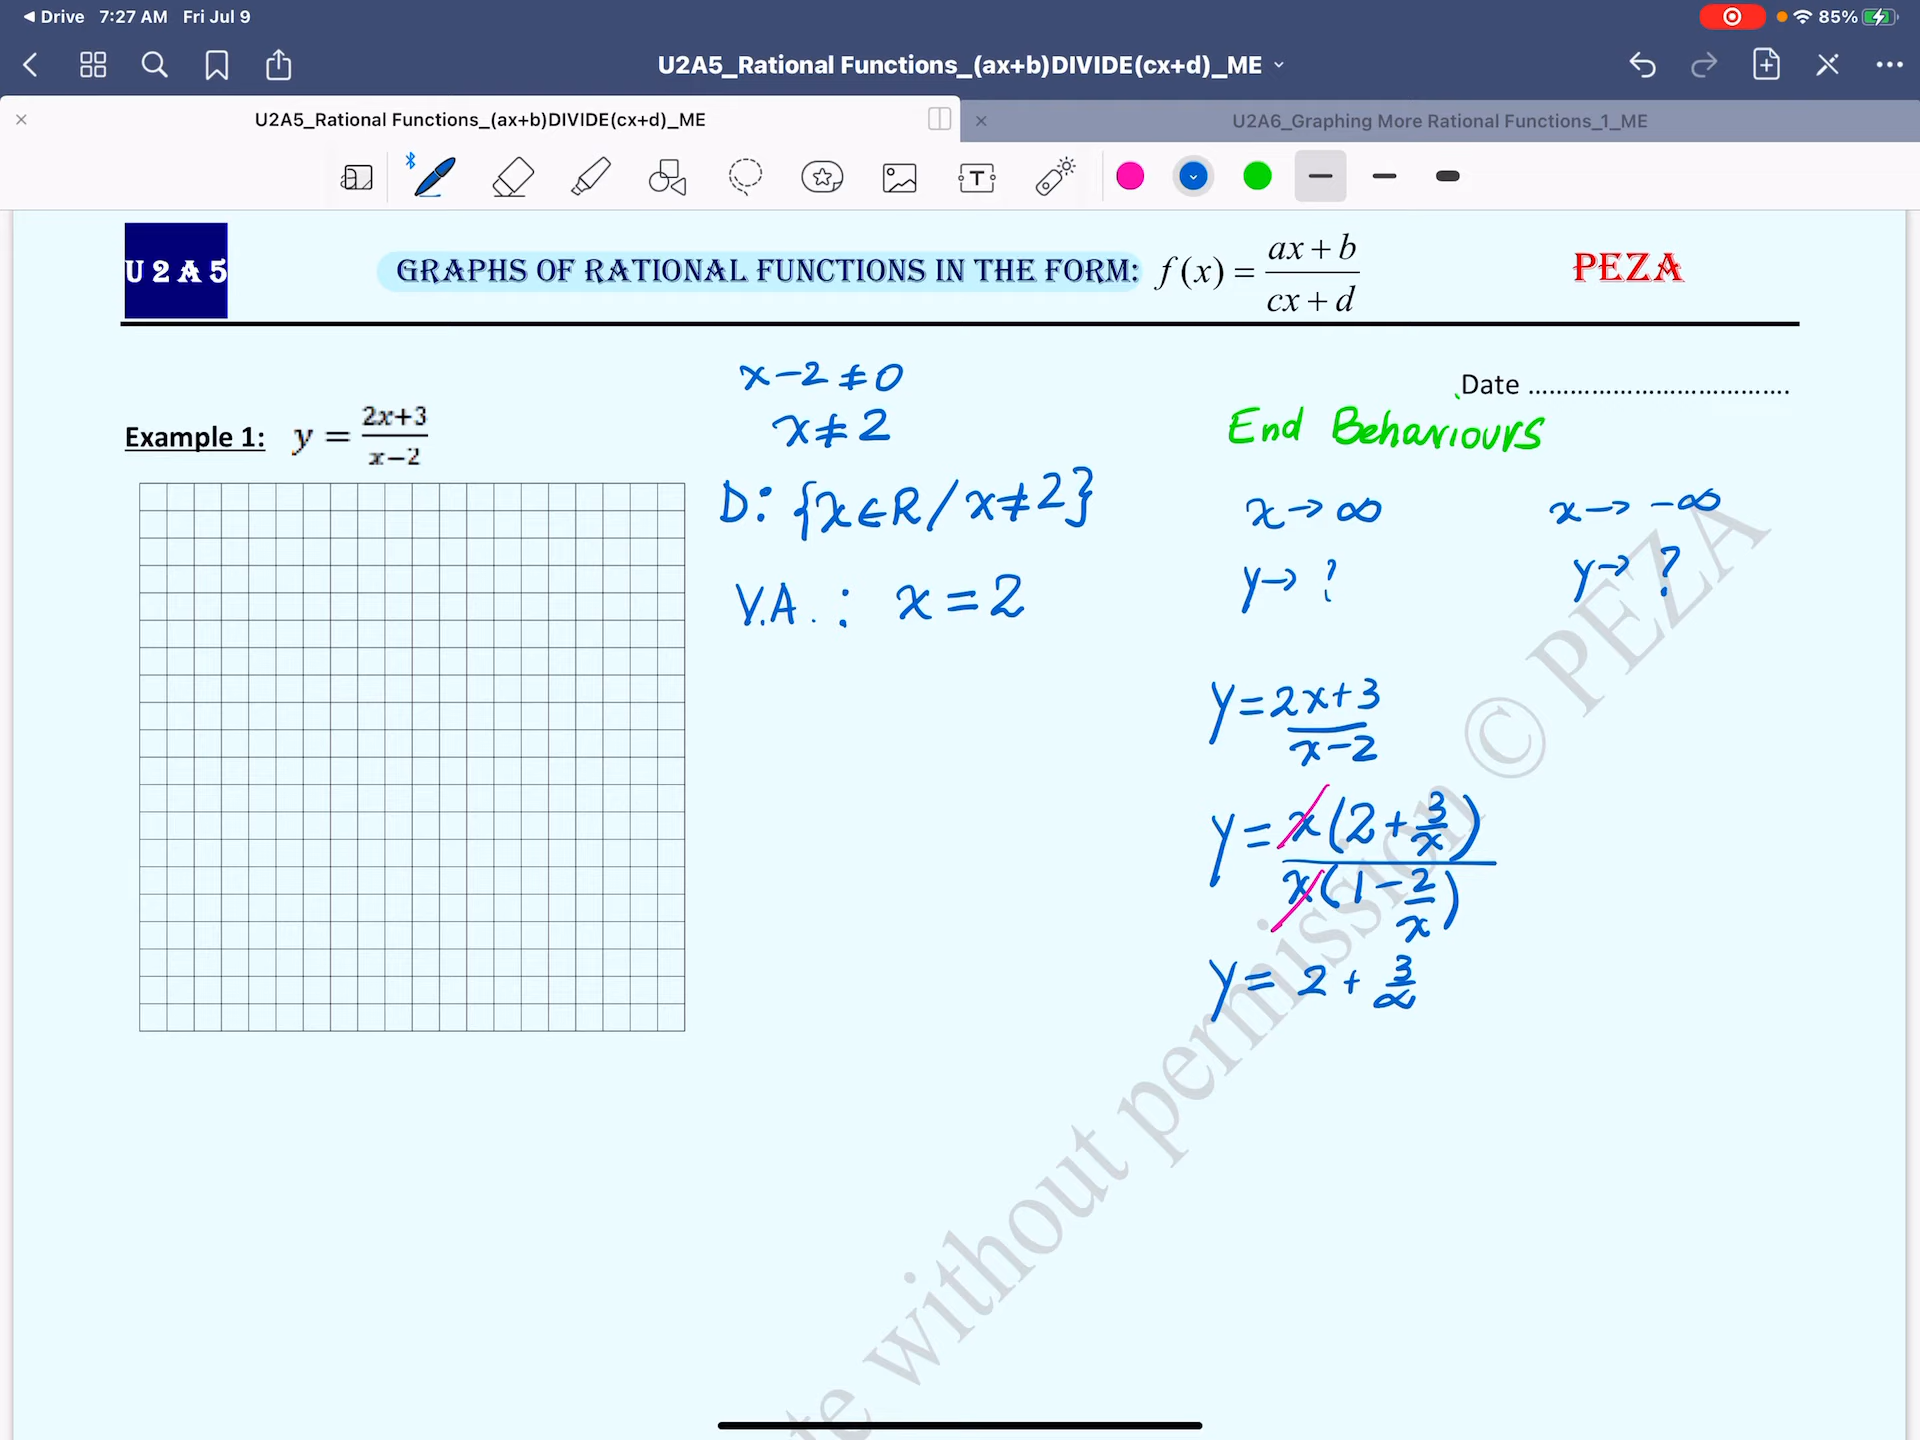 Drive 7:27 AM Fri Jul 9 85%
U2A5_Rational Functions_(ax+b)DIVIDE(cx+d)_ME
U2A5_Rational Functions_(ax+b)DIVIDE(cx+d)_ME
U2A6_Graphing More Rational Functions_1_ME
U 2 A 5
GRAPHS OF RATIONAL FUNCTIONS IN THE FORM: f(x) = (ax + b)/(cx + d)
PEZA
Date ..................................
Example 1: y = (2x+3)/(x−2)
x − 2 ≠ 0
x ≠ 2
D: {x ∈ R / x ≠ 2}
V.A. : x = 2
End Behaviours
x → ∞
y → ?
x → −∞
y → ?
y = (2x+3)/(x−2)
y = x(2 + 3/x)/x(1 − 2/x)
y = 2 + 3/∞
without permission © PEZA